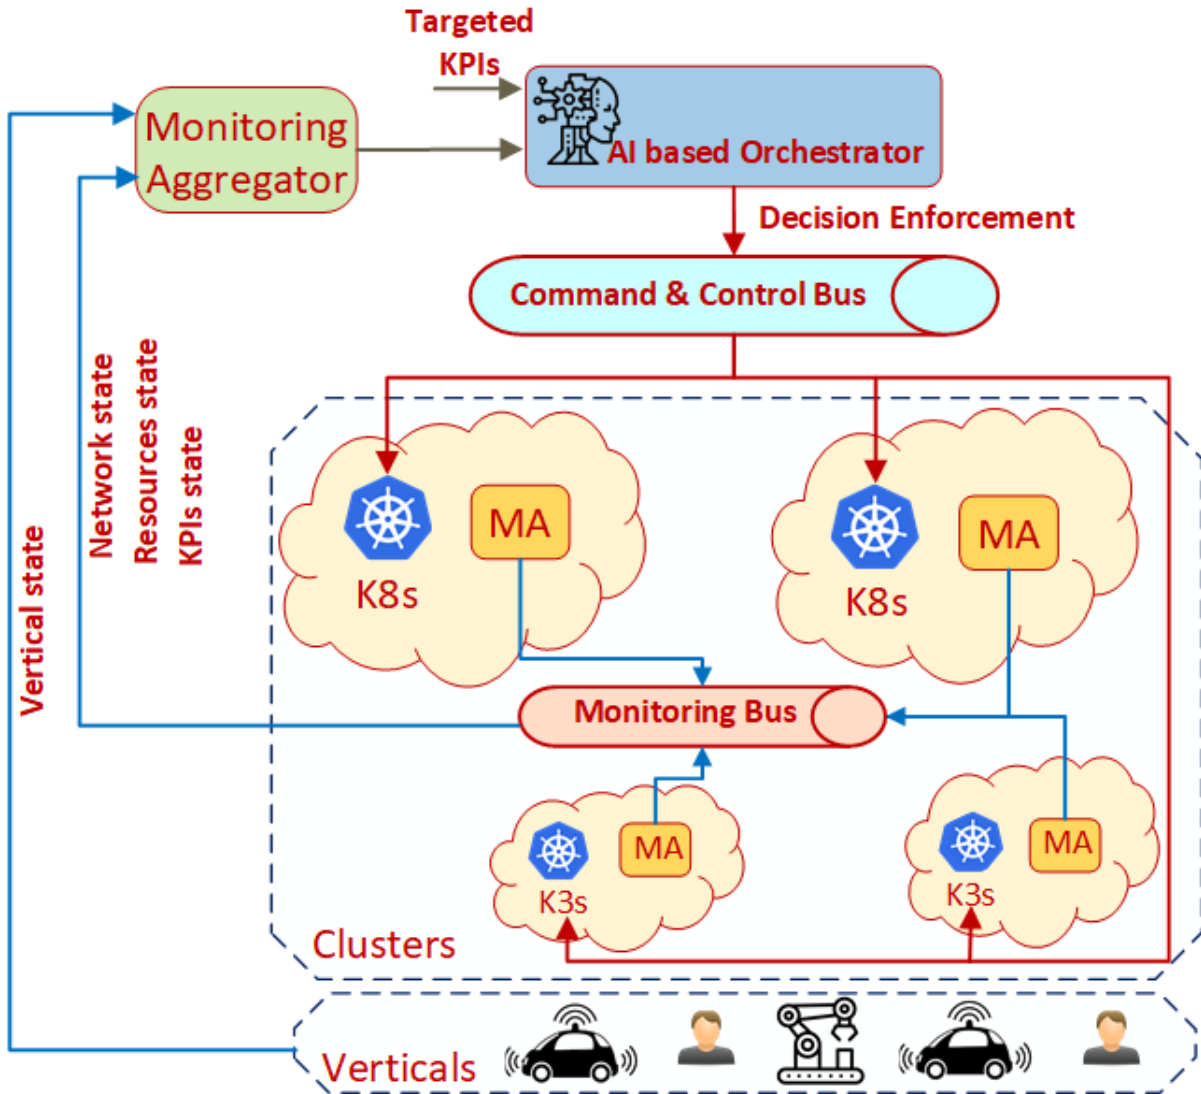 Targeted
KPIs
Monitoring
Aggregator
AI based Orchestrator
Decision Enforcement
Command & Control Bus
Network state
Resources state
KPIs state
Vertical state
MA
K8s
MA
K8s
Monitoring Bus
MA
K3s
MA
K3s
Clusters
Verticals